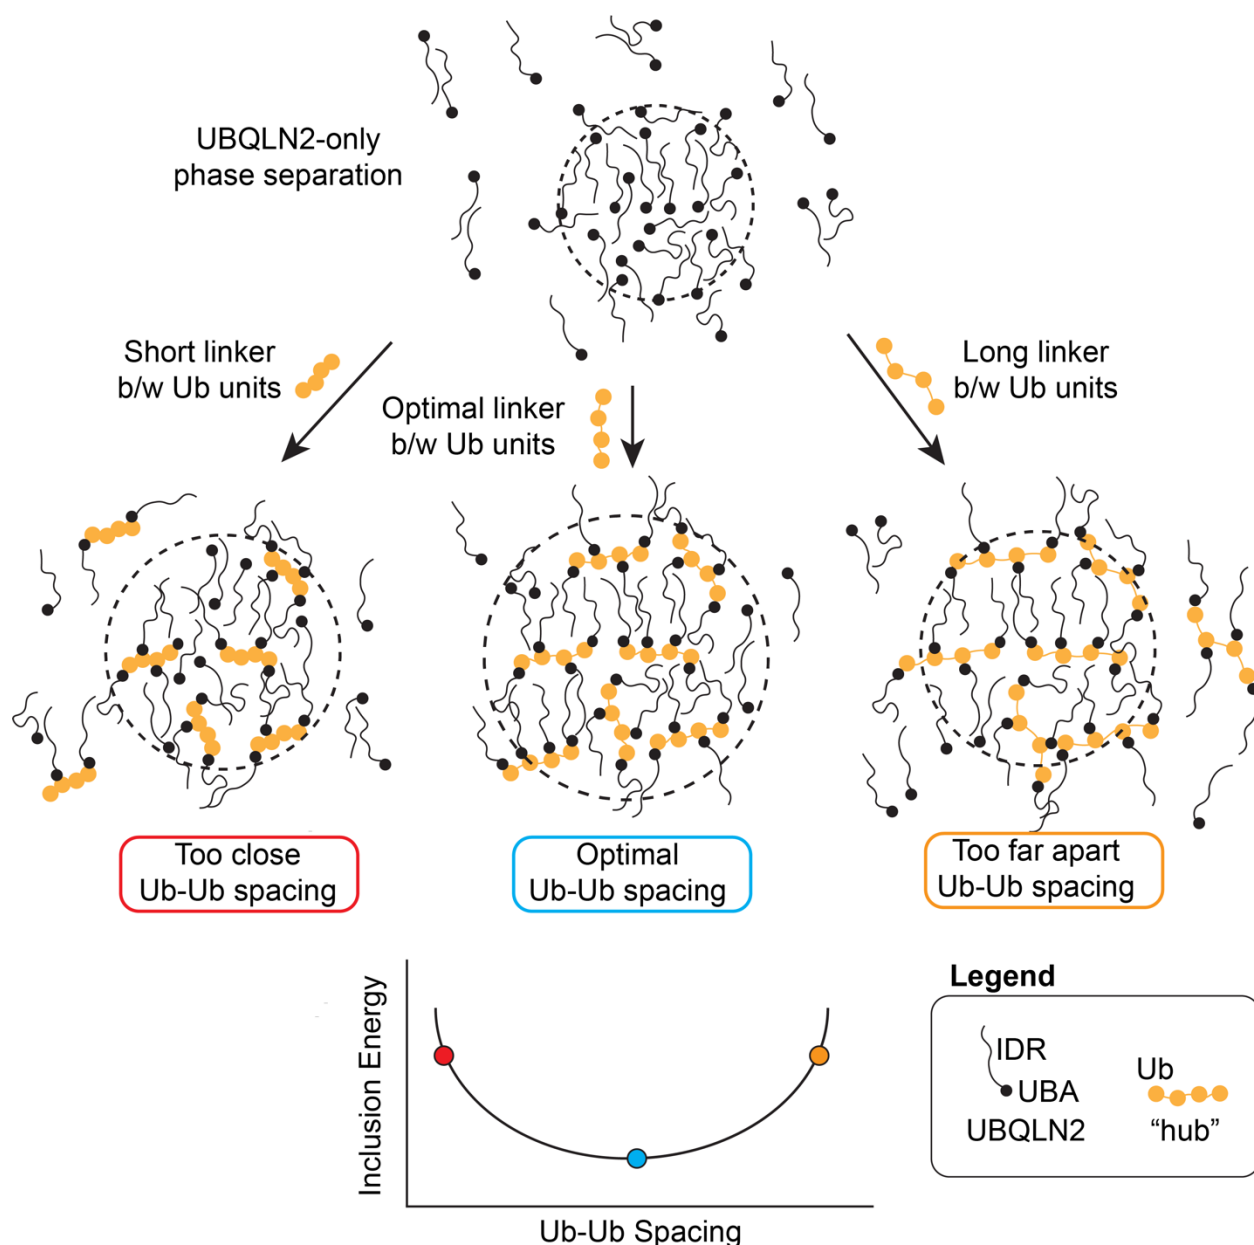 UBQLN2-only
phase separation
Short linker
b/w Ub units
Optimal linker
b/w Ub units
Long linker
b/w Ub units
Too close
Ub-Ub spacing
Optimal
Ub-Ub spacing
Too far apart
Ub-Ub spacing
Inclusion Energy
Ub-Ub Spacing
Legend
IDR
UBA
UBQLN2
Ub
“hub”